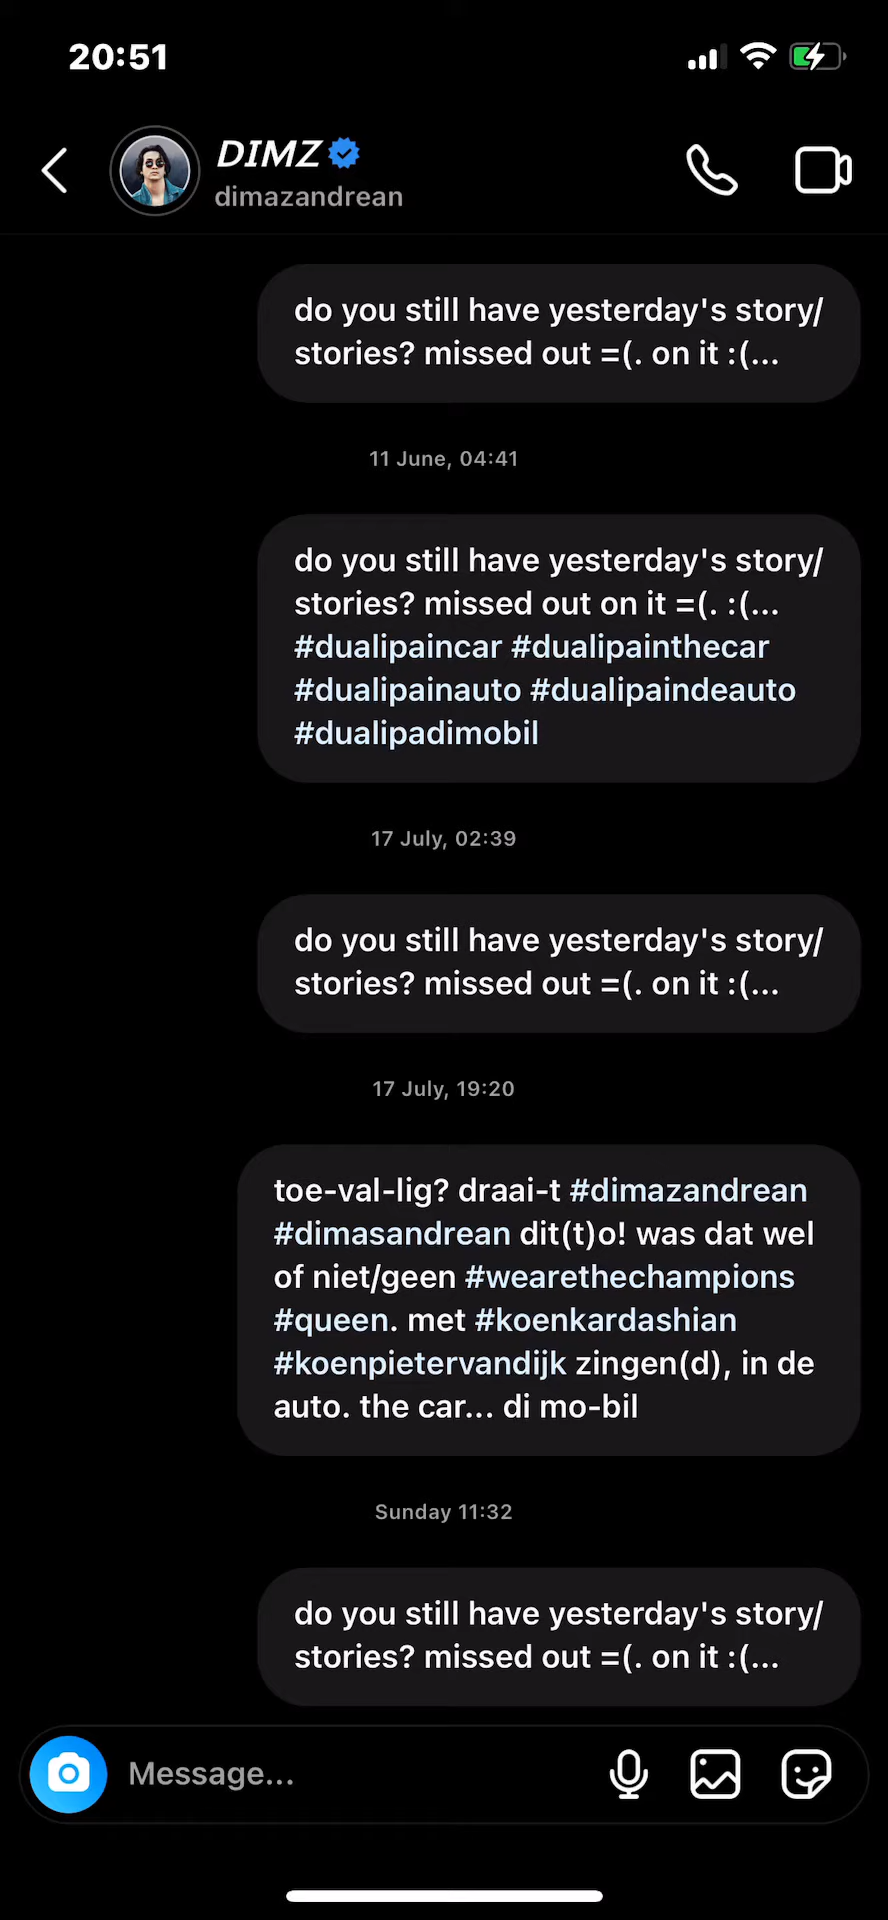 20:51
DIMZ
dimazandrean
do you still have yesterday's story/
stories? missed out =(. on it :(...
11 June, 04:41
do you still have yesterday's story/
stories? missed out on it =(. :(...
#dualipaincar #dualipainthecar
#dualipainauto #dualipaindeauto
#dualipadimobil
17 July, 02:39
do you still have yesterday's story/
stories? missed out =(. on it :(...
17 July, 19:20
toe-val-lig? draai-t #dimazandrean
#dimasandrean dit(t)o! was dat wel
of niet/geen #wearethechampions
#queen. met #koenkardashian
#koenpietervandijk zingen(d), in de
auto. the car... di mo-bil
Sunday 11:32
do you still have yesterday's story/
stories? missed out =(. on it :(...
Message...